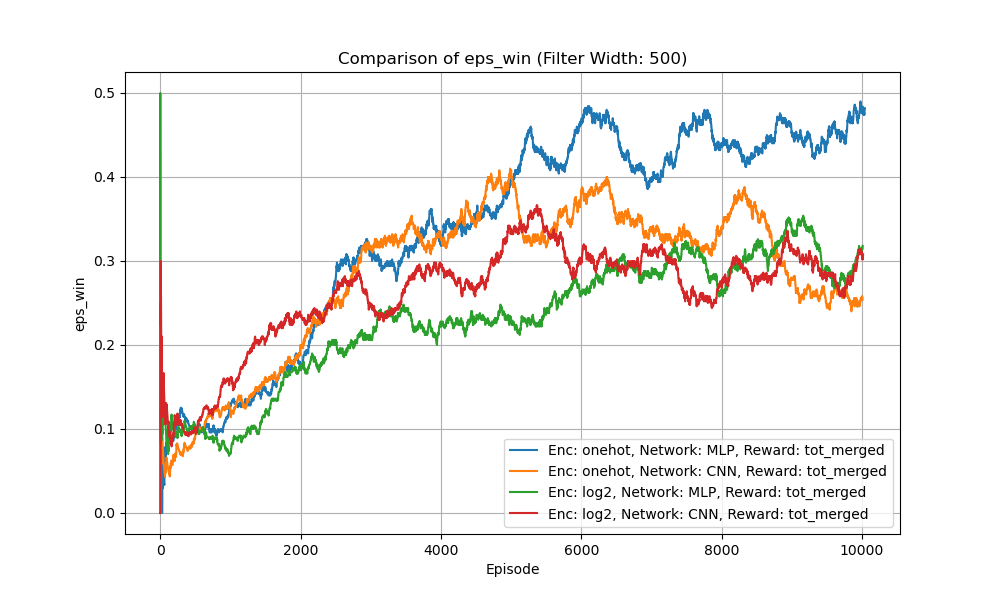 Comparison of eps_win (Filter Width: 500)
0.5
0.4
0.3
0.2
0.1
0.0
eps_win
Enc: onehot, Network: MLP, Reward: tot_merged
Enc: onehot, Network: CNN, Reward: tot_merged
Enc: log2, Network: MLP, Reward: tot_merged
Enc: log2, Network: CNN, Reward: tot_merged
0 2000 4000 6000 8000 10000
Episode